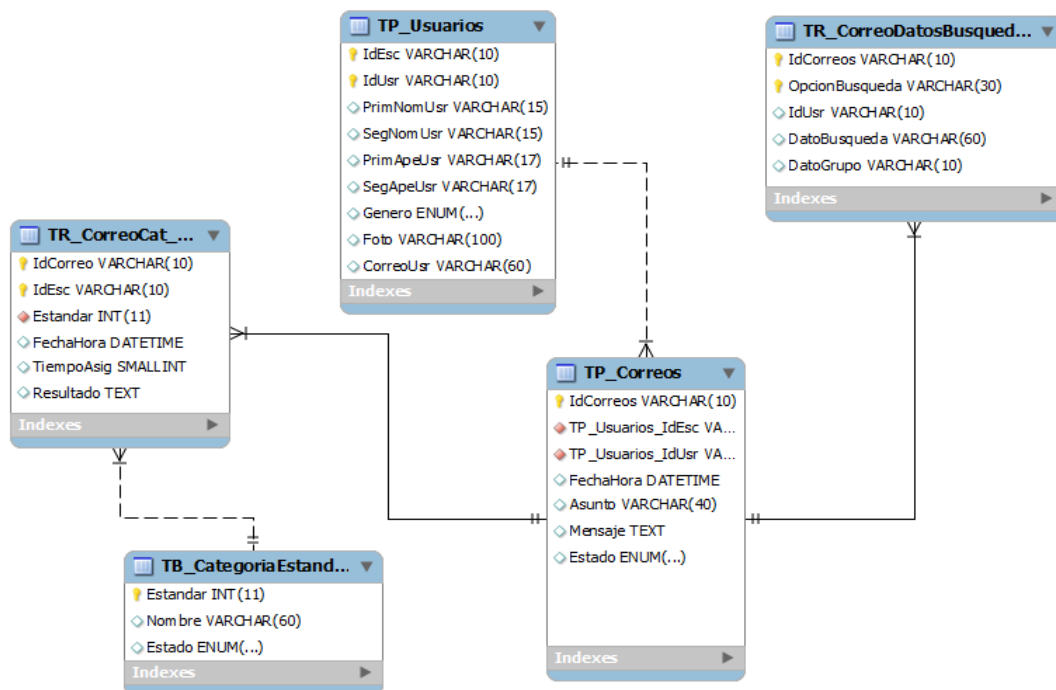 TP_Usuarios
IdEsc VARCHAR(10)
IdUsr VARCHAR(10)
PrimNomUsr VARCHAR(15)
SegNomUsr VARCHAR(15)
PrimApeUsr VARCHAR(17)
SegApeUsr VARCHAR(17)
Genero ENUM(...)
Foto VARCHAR(100)
CorreoUsr VARCHAR(60)
Indexes
TR_CorreoDatosBusqued...
IdCorreos VARCHAR(10)
OpcionBusqueda VARCHAR(30)
IdUsr VARCHAR(10)
DatoBusqueda VARCHAR(60)
DatoGrupo VARCHAR(10)
Indexes
TR_CorreoCat_...
IdCorreo VARCHAR(10)
IdEsc VARCHAR(10)
Estandar INT(11)
FechaHora DATETIME
TiempoAsig SMALLINT
Resultado TEXT
Indexes
TP_Correos
IdCorreos VARCHAR(10)
TP_Usuarios_IdEsc VA...
TP_Usuarios_IdUsr VA...
FechaHora DATETIME
Asunto VARCHAR(40)
Mensaje TEXT
Estado ENUM(...)
Indexes
TB_CategoriaEstand...
Estandar INT(11)
Nombre VARCHAR(60)
Estado ENUM(...)
Indexes